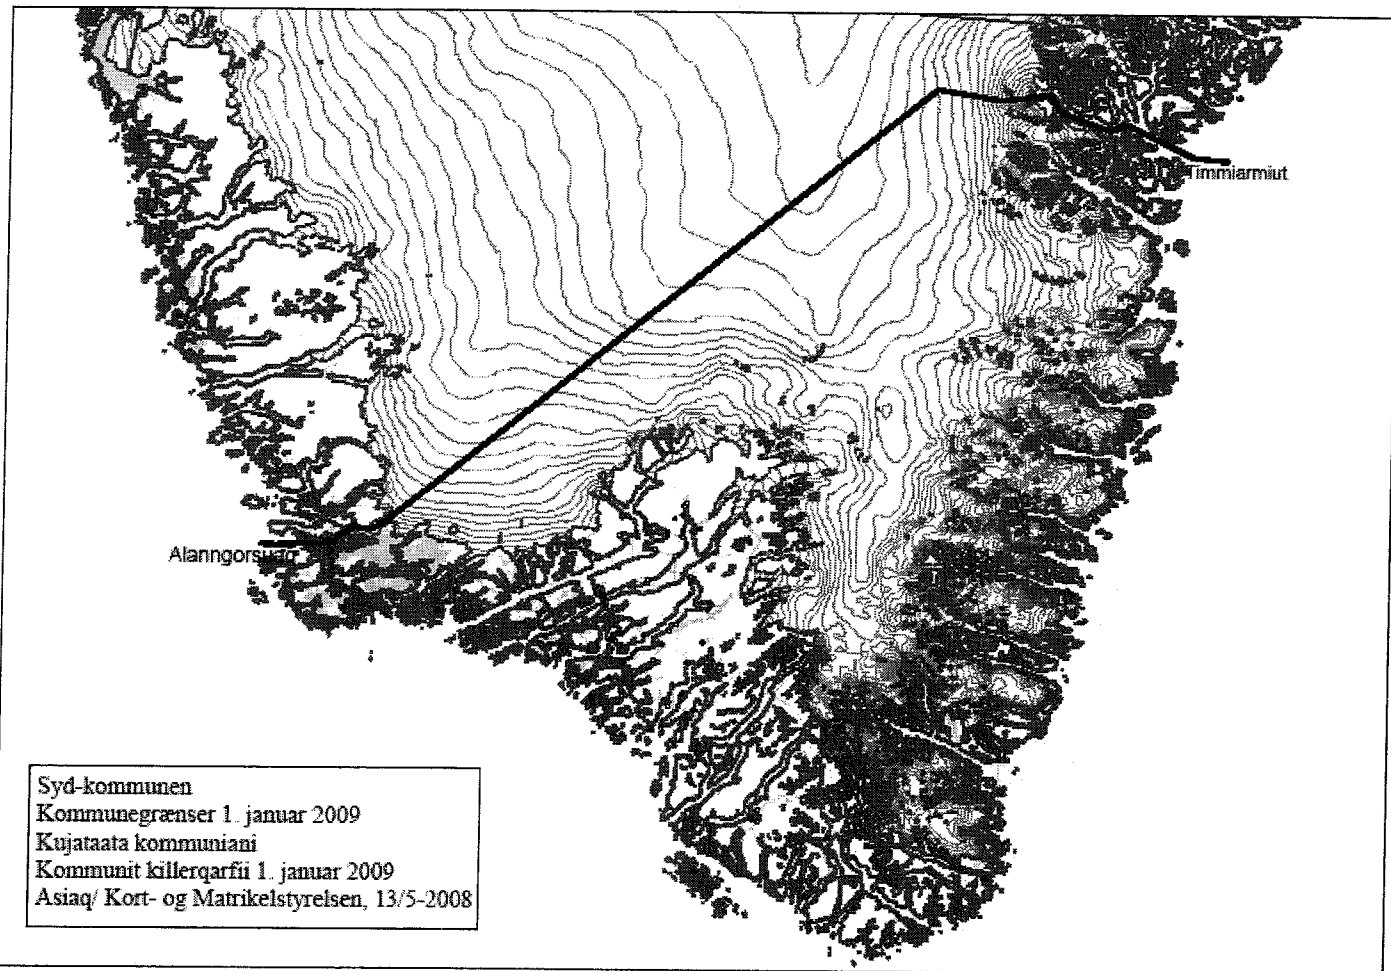 Timmiarmiut
Alanngorsuaq
Syd-kommunen
Kommunegrænser 1. januar 2009
Kujataata kommuniani
Kommunit killerqarfii 1. januar 2009
Asiaq/ Kort- og Matrikelstyrelsen, 13/5-2008